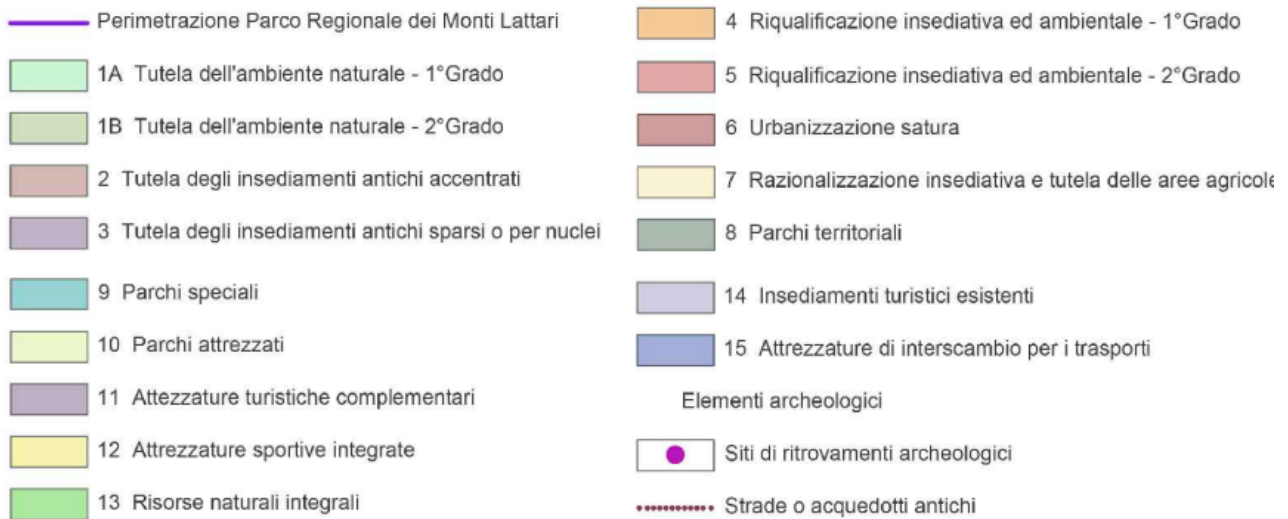 Perimetrazione Parco Regionale dei Monti Lattari
1A Tutela dell'ambiente naturale - 1°Grado
1B Tutela dell'ambiente naturale - 2°Grado
2 Tutela degli insediamenti antichi accentrati
3 Tutela degli insediamenti antichi sparsi o per nuclei
9 Parchi speciali
10 Parchi attrezzati
11 Attezzature turistiche complementari
12 Attrezzature sportive integrate
13 Risorse naturali integrali
4 Riqualificazione insediativa ed ambientale - 1°Grado
5 Riqualificazione insediativa ed ambientale - 2°Grado
6 Urbanizzazione satura
7 Razionalizzazione insediativa e tutela delle aree agricole
8 Parchi territoriali
14 Insediamenti turistici esistenti
15 Attrezzature di interscambio per i trasporti
Elementi archeologici
Siti di ritrovamenti archeologici
Strade o acquedotti antichi